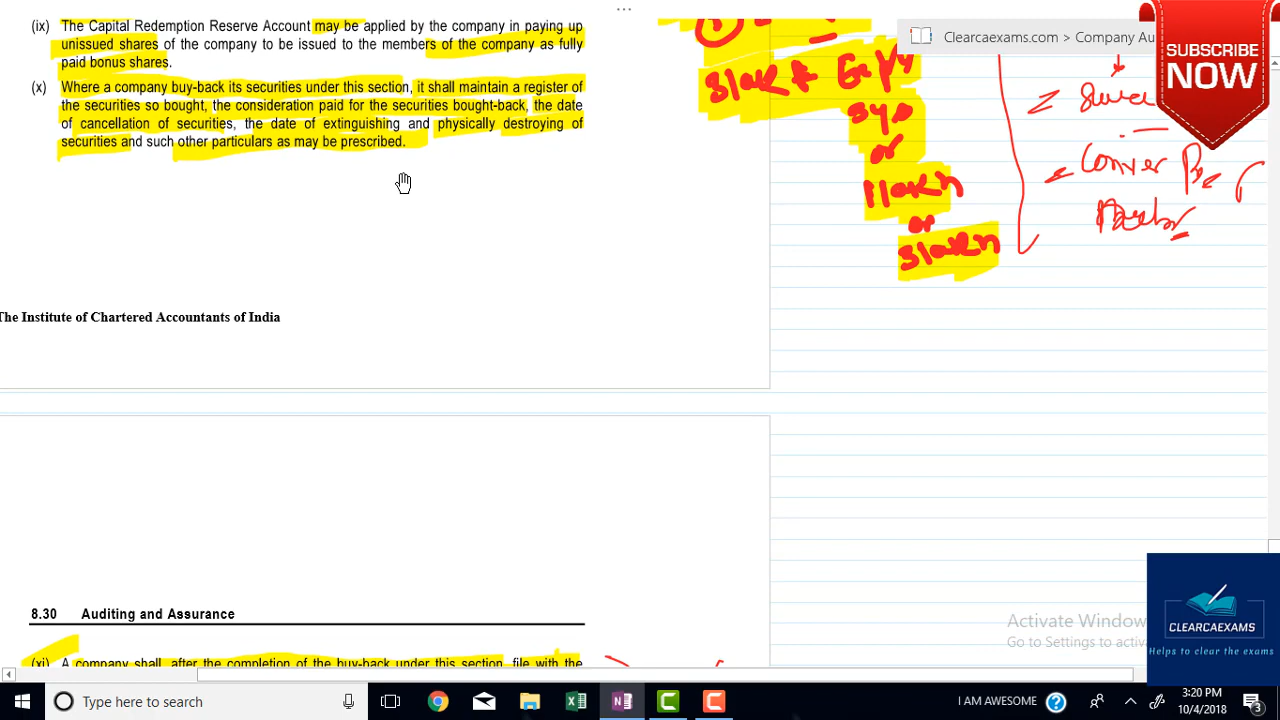 (ix) The Capital Redemption Reserve Account may be applied by the company in paying up
unissued shares of the company to be issued to the members of the company as fully
paid bonus shares.
(x) Where a company buy-back its securities under this section, it shall maintain a register of
the securities so bought, the consideration paid for the securities bought-back, the date
of cancellation of securities, the date of extinguishing and physically destroying of
securities and such other particulars as may be prescribed.
Clearcaexams.com > Company Au
SUBSCRIBE
NOW
or
or
The Institute of Chartered Accountants of India
8.30 Auditing and Assurance
(xi) A company shall, after the completion of the buy-back under this section, file with the
Activate Window
Go to Settings to activ
CLEARCAEXAMS
Helps to clear the exams
Type here to search
I AM AWESOME
3:20 PM
10/4/2018
3